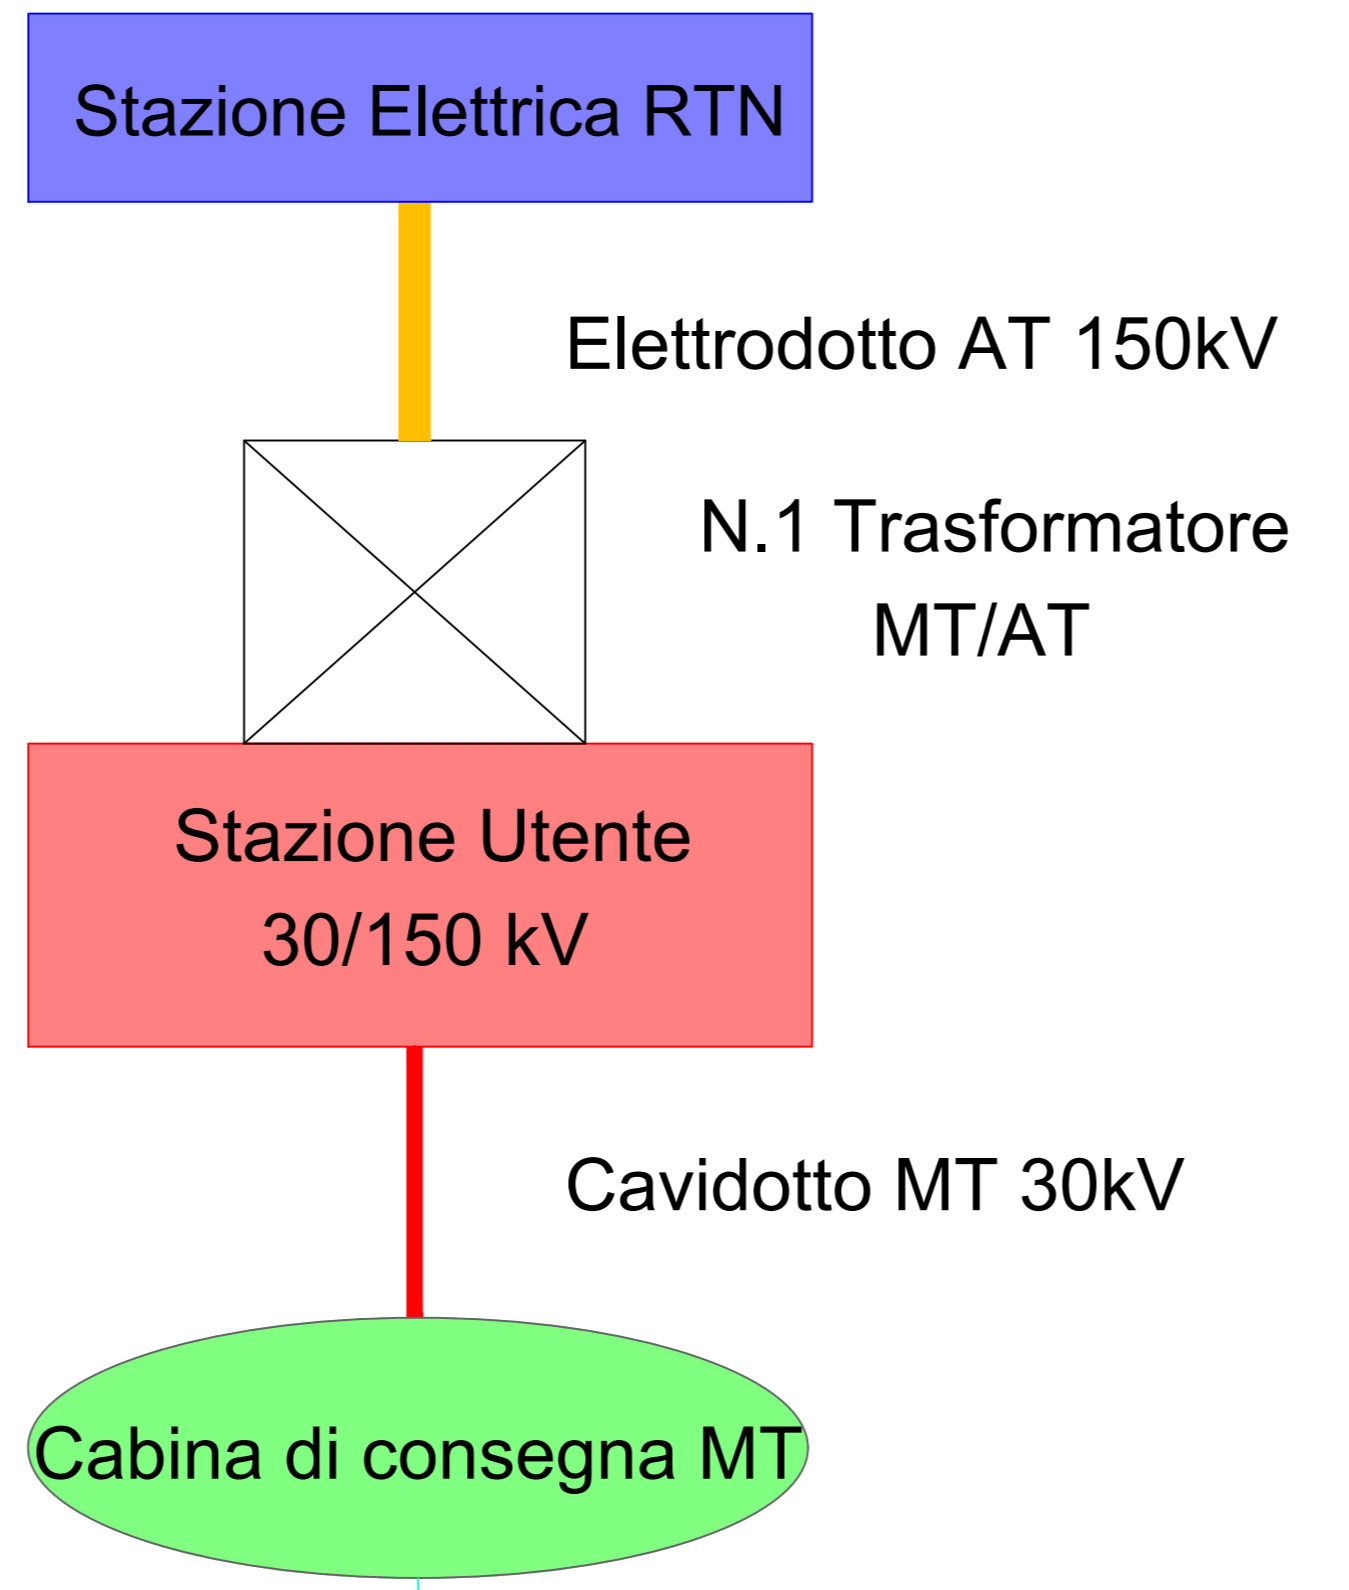 Stazione Elettrica RTN
Elettrodotto AT 150kV
N.1 Trasformatore
MT/AT
Stazione Utente
30/150 kV
Cavidotto MT 30kV
Cabina di consegna MT